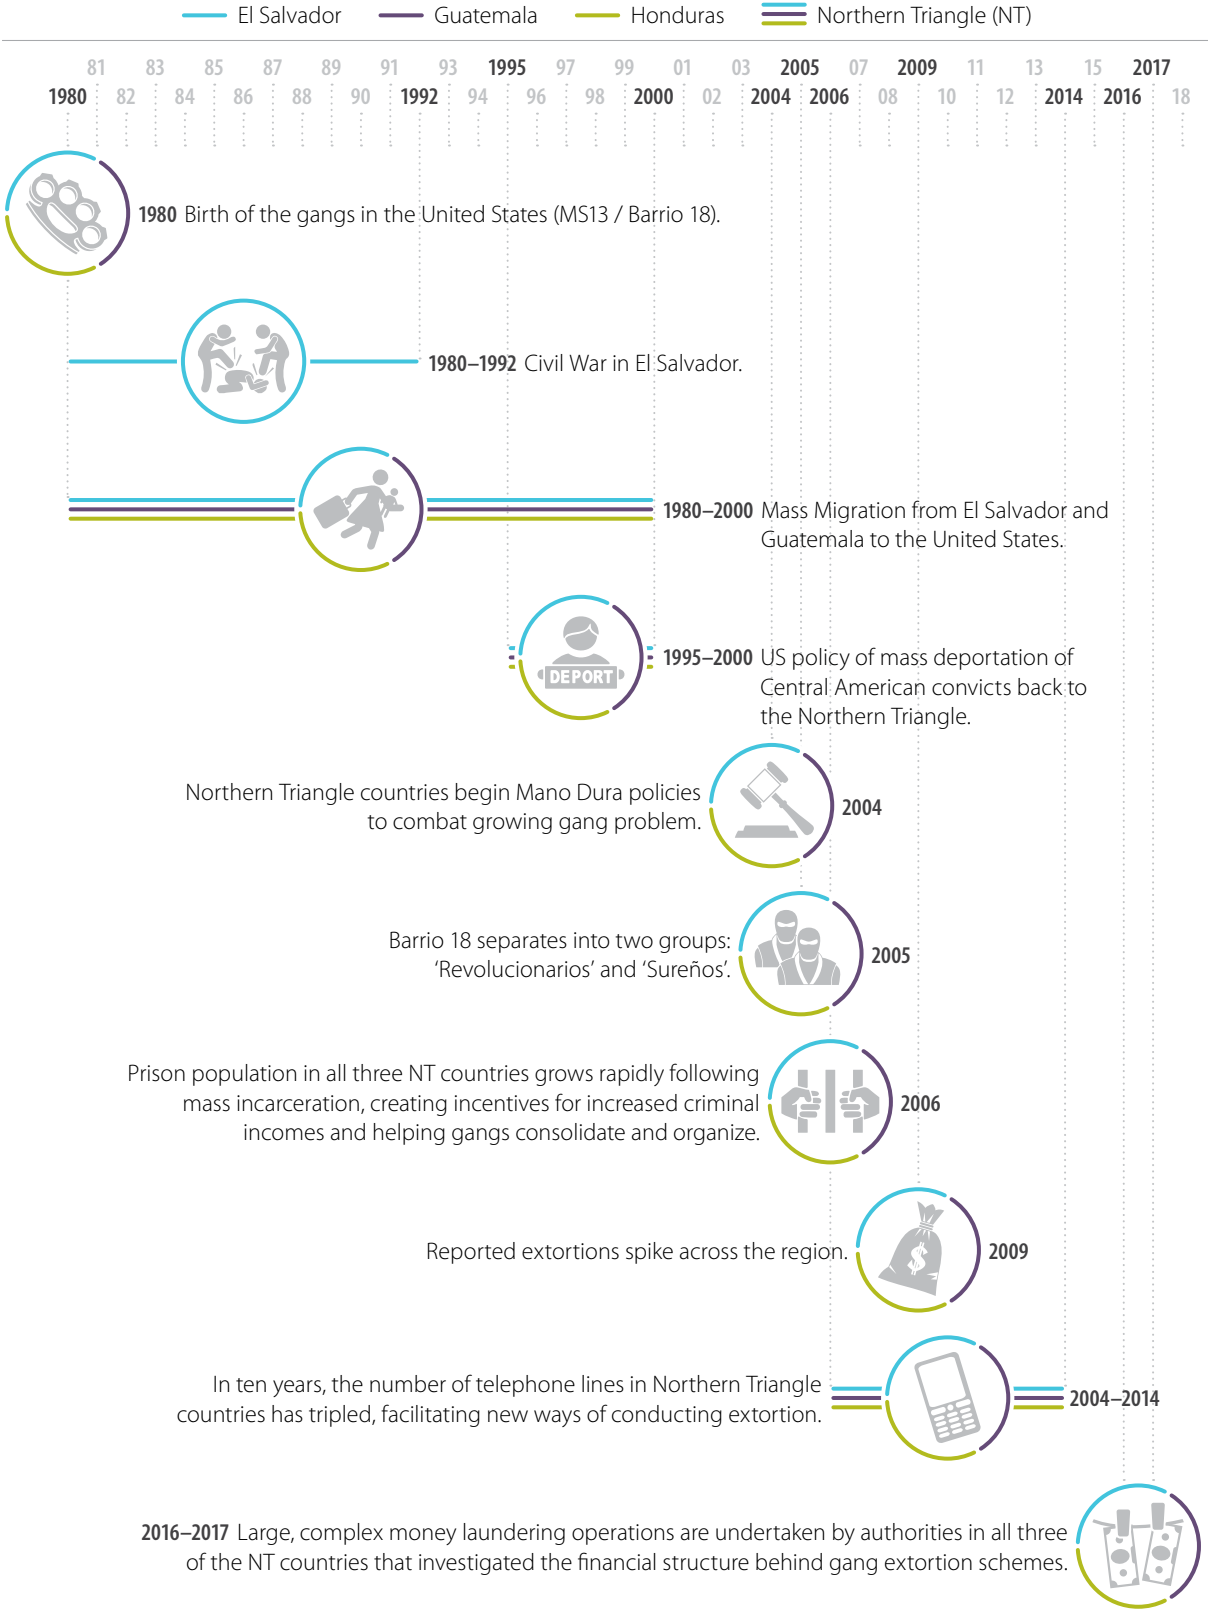 El Salvador Guatemala Honduras Northern Triangle (NT)
81 83 85 87 89 91 93 1995 97 99 01 03 2005 07 2009 11 13 15 2017
1980 82 84 86 88 90 1992 94 96 98 2000 02 2004 2006 08 10 12 2014 2016 18
1980 Birth of the gangs in the United States (MS13 / Barrio 18).
1980–1992 Civil War in El Salvador.
1980–2000 Mass Migration from El Salvador and
Guatemala to the United States.
DEPORT
1995–2000 US policy of mass deportation of
Central American convicts back to
the Northern Triangle.
Northern Triangle countries begin Mano Dura policies
to combat growing gang problem.
2004
Barrio 18 separates into two groups:
‘Revolucionarios’ and ‘Sureños’.
2005
Prison population in all three NT countries grows rapidly following
mass incarceration, creating incentives for increased criminal
incomes and helping gangs consolidate and organize.
2006
Reported extortions spike across the region.
$
2009
In ten years, the number of telephone lines in Northern Triangle
countries has tripled, facilitating new ways of conducting extortion.
2004–2014
2016–2017 Large, complex money laundering operations are undertaken by authorities in all three
of the NT countries that investigated the financial structure behind gang extortion schemes.